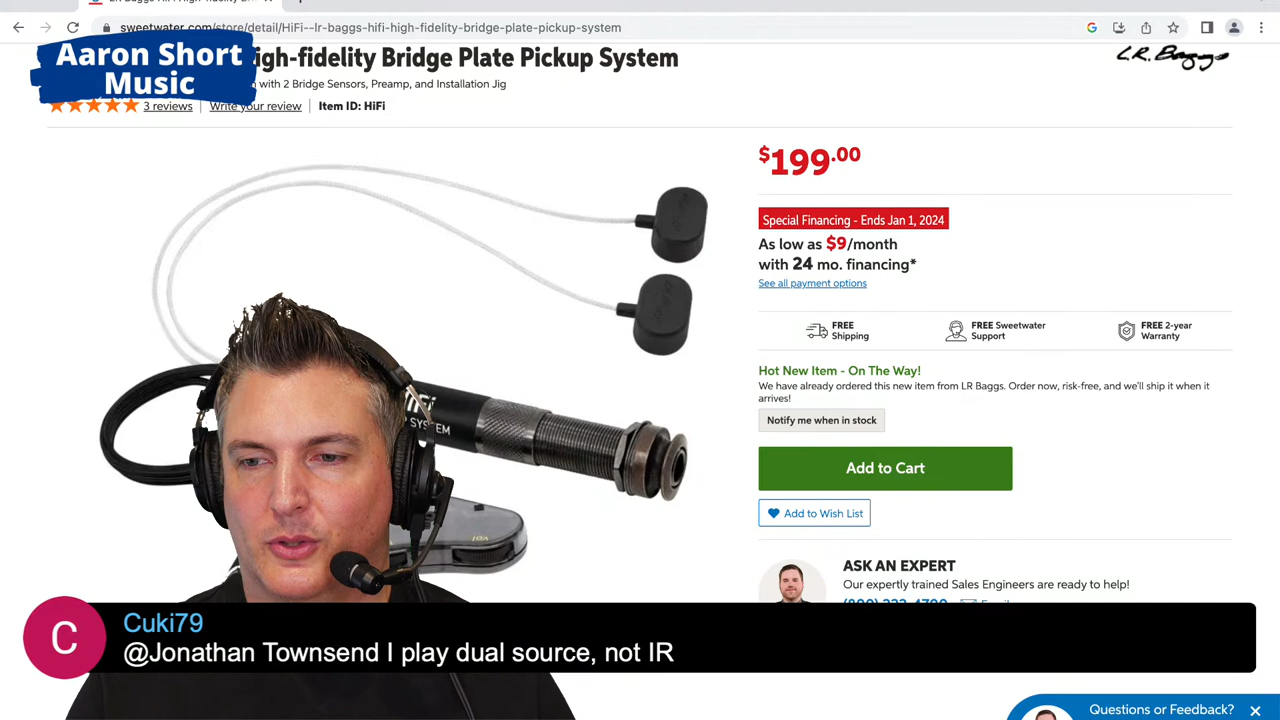 sweetwater.com/store/detail/HiFi--lr-baggs-hifi-high-fidelity-bridge-plate-pickup-system
Aaron Short
Music
igh-fidelity Bridge Plate Pickup System
L.R. Baggs
with 2 Bridge Sensors, Preamp, and Installation Jig
3 reviews
Write your review
Item ID: HiFi
$199.00
Special Financing - Ends Jan 1, 2024
As low as $9/month
with 24 mo. financing*
See all payment options
FREE
Shipping
FREE Sweetwater
Support
FREE 2-year
Warranty
Hot New Item - On The Way!
We have already ordered this new item from LR Baggs. Order now, risk-free, and we'll ship it when it
arrives!
Notify me when in stock
Add to Cart
Add to Wish List
SYSTEM
ASK AN EXPERT
Our expertly trained Sales Engineers are ready to help!
C
Cuki79
@Jonathan Townsend I play dual source, not IR
Questions or Feedback?